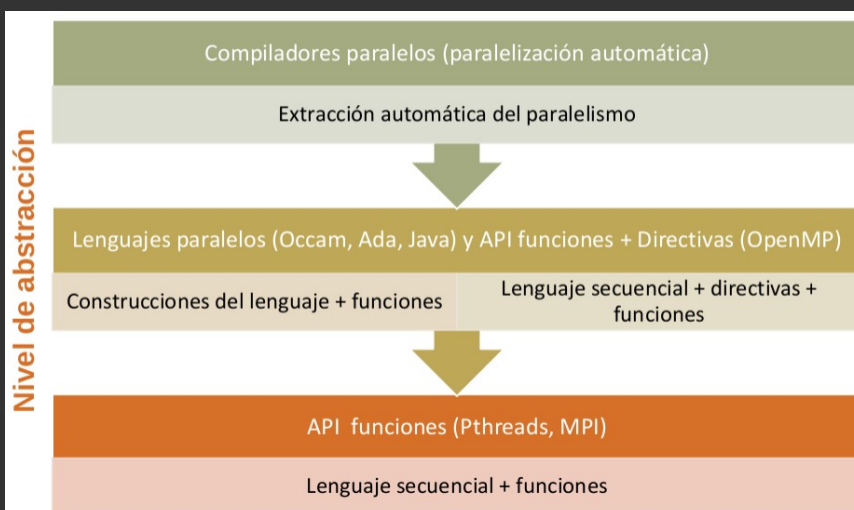 Nivel de abstracción
Compiladores paralelos (paralelización automática)
Extracción automática del paralelismo
Lenguajes paralelos (Occam, Ada, Java) y API funciones + Directivas (OpenMP)
Construcciones del lenguaje + funciones
Lenguaje secuencial + directivas +
funciones
API funciones (Pthreads, MPI)
Lenguaje secuencial + funciones